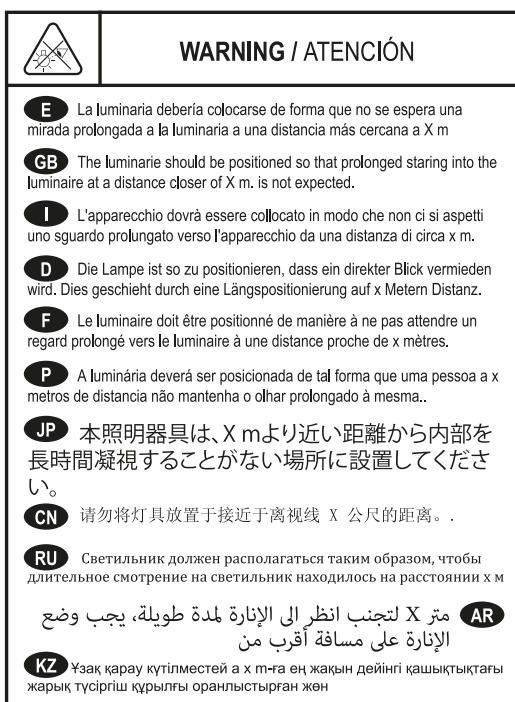 WARNING / ATENCIÓN
E La luminaria debería colocarse de forma que no se espera una
mirada prolongada a la luminaria a una distancia más cercana a X m
GB The luminarie should be positioned so that prolonged staring into the
luminaire at a distance closer of X m. is not expected.
I L'apparecchio dovrà essere collocato in modo che non ci si aspetti
uno sguardo prolungato verso l'apparecchio da una distanza di circa x m.
D Die Lampe ist so zu positionieren, dass ein direkter Blick vermieden
wird. Dies geschieht durch eine Längspositionierung auf x Metern Distanz.
F Le luminaire doit être positionné de manière à ne pas attendre un
regard prolongé vers le luminaire à une distance proche de x mètres.
P A luminária deverá ser posicionada de tal forma que uma pessoa a x
metros de distancia não mantenha o olhar prolongado à mesma..
JP 本照明器具は、X mより近い距離から内部を
長時間凝視することがない場所に設置してくださ
い。
CN 请勿将灯具放置于接近于离视线 X 公尺的距离。.
RU Светильник должен располагаться таким образом, чтобы
длительное смотрение на светильник находилось на расстоянии х м
AR متر X لتجنب انظر الى الإنارة لمدة طويلة، يجب وضع
الإنارة على مسافة أقرب من
KZ Ұзақ қарау күтілместей а х m-ға ең жақын дейінгі қашықтықтағы
жарық түсіргіш құрылғы оранлыстырған жөн